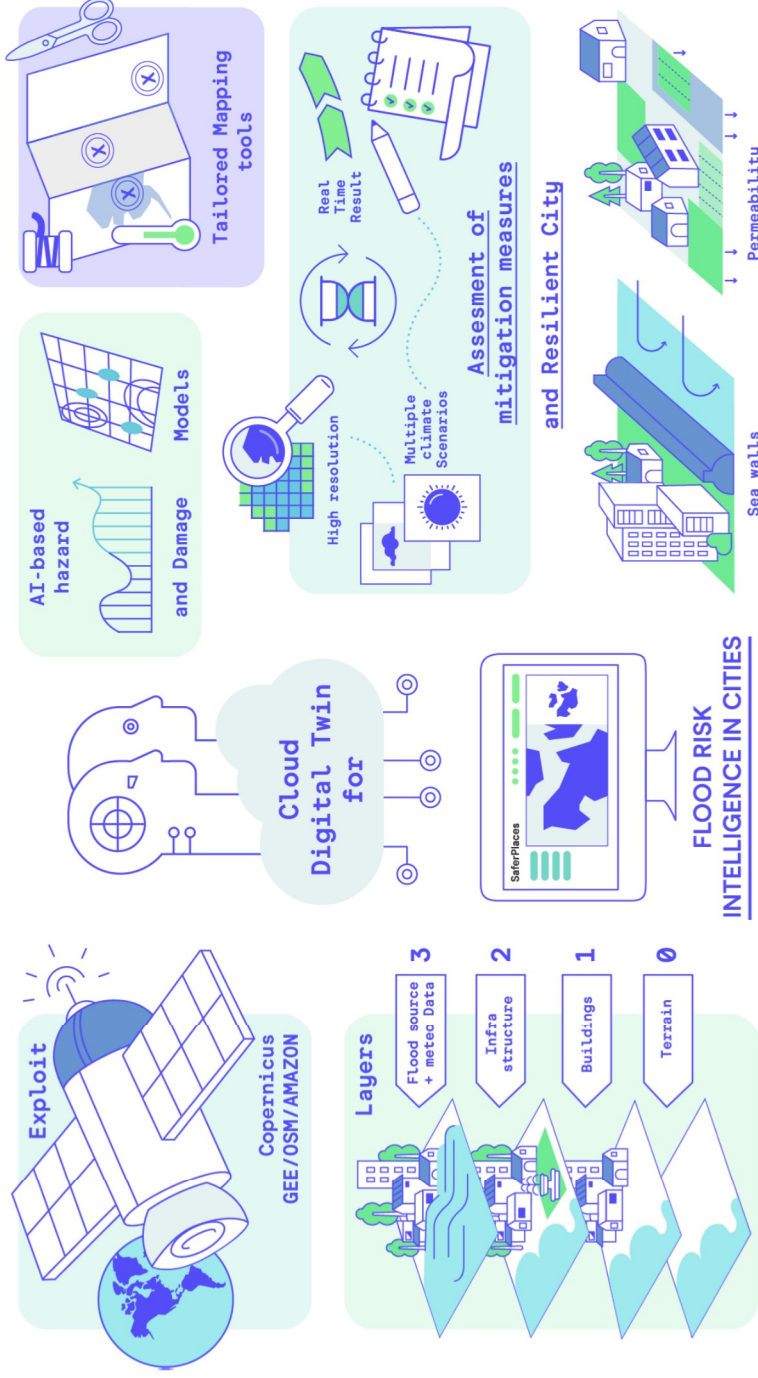 Exploit
Copernicus
GEE/OSM/AMAZON
Layers
Flood source
+ metec Data
3
Infra
structure
2
Buildings
1
Terrain
0
Cloud
Digital Twin
for
SaferPlaces
FLOOD RISK
INTELLIGENCE IN CITIES
AI-based
hazard
and Damage
Models
Tailored Mapping
tools
High resolution
Real
Time
Result
Multiple
climate
Scenarios
Assesment of
mitigation measures
and Resilient City
Sea walls
Permeability